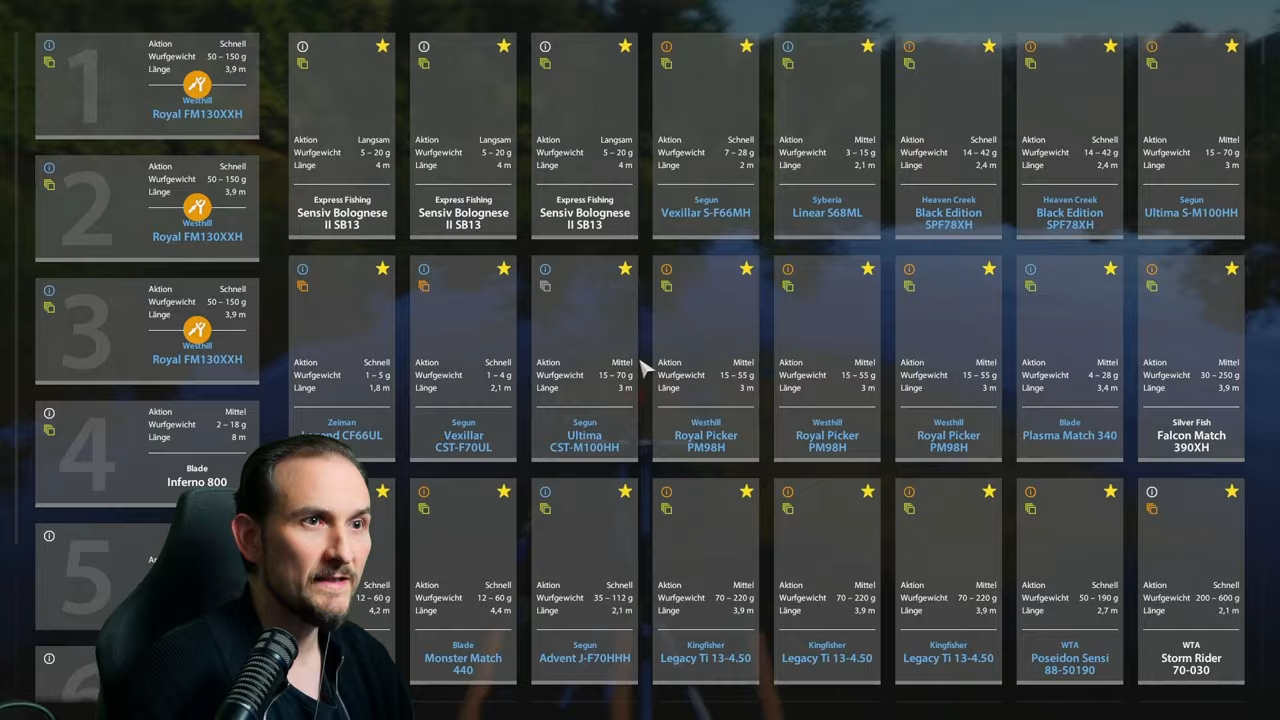 1
Aktion Schnell
Wurfgewicht 50 – 150 g
Länge 3,9 m
Westhill
Royal FM130XXH
2
Aktion Schnell
Wurfgewicht 50 – 150 g
Länge 3,9 m
Westhill
Royal FM130XXH
3
Aktion Schnell
Wurfgewicht 50 – 150 g
Länge 3,9 m
Westhill
Royal FM130XXH
4
Aktion Mittel
Wurfgewicht 2 – 18 g
Länge 8 m
Blade
Inferno 800
5
6
Aktion Langsam
Wurfgewicht 5 – 20 g
Länge 4 m
Express Fishing
Sensiv Bolognese
II SB13
Aktion Langsam
Wurfgewicht 5 – 20 g
Länge 4 m
Express Fishing
Sensiv Bolognese
II SB13
Aktion Langsam
Wurfgewicht 5 – 20 g
Länge 4 m
Express Fishing
Sensiv Bolognese
II SB13
Aktion Schnell
Wurfgewicht 7 – 28 g
Länge 2 m
Segun
Vexillar S-F66MH
Aktion Mittel
Wurfgewicht 3 – 15 g
Länge 2,1 m
Syberia
Linear S68ML
Aktion Schnell
Wurfgewicht 14 – 42 g
Länge 2,4 m
Heaven Creek
Black Edition
SPF78XH
Aktion Schnell
Wurfgewicht 14 – 42 g
Länge 2,4 m
Heaven Creek
Black Edition
SPF78XH
Aktion Mittel
Wurfgewicht 15 – 70 g
Länge 3 m
Segun
Ultima S-M100HH
Aktion Schnell
Wurfgewicht 1 – 5 g
Länge 1,8 m
Zeiman
Legend CF66UL
Aktion Schnell
Wurfgewicht 1 – 4 g
Länge 2,1 m
Segun
Vexillar
CST-F70UL
Aktion Mittel
Wurfgewicht 15 – 70 g
Länge 3 m
Segun
Ultima
CST-M100HH
Aktion Mittel
Wurfgewicht 15 – 55 g
Länge 3 m
Westhill
Royal Picker
PM98H
Aktion Mittel
Wurfgewicht 15 – 55 g
Länge 3 m
Westhill
Royal Picker
PM98H
Aktion Mittel
Wurfgewicht 15 – 55 g
Länge 3 m
Westhill
Royal Picker
PM98H
Aktion Mittel
Wurfgewicht 4 – 28 g
Länge 3,4 m
Blade
Plasma Match 340
Aktion Mittel
Wurfgewicht 30 – 250 g
Länge 3,9 m
Silver Fish
Falcon Match
390XH
Schnell
12 – 60 g
4,2 m
Aktion Schnell
Wurfgewicht 12 – 60 g
Länge 4,4 m
Blade
Monster Match
440
Aktion Schnell
Wurfgewicht 35 – 112 g
Länge 2,1 m
Segun
Advent J-F70HHH
Aktion Mittel
Wurfgewicht 70 – 220 g
Länge 3,9 m
Kingfisher
Legacy Ti 13-4.50
Aktion Mittel
Wurfgewicht 70 – 220 g
Länge 3,9 m
Kingfisher
Legacy Ti 13-4.50
Aktion Mittel
Wurfgewicht 70 – 220 g
Länge 3,9 m
Kingfisher
Legacy Ti 13-4.50
Aktion Schnell
Wurfgewicht 50 – 190 g
Länge 2,7 m
WTA
Poseidon Sensi
88-50190
Aktion Schnell
Wurfgewicht 200 – 600 g
Länge 2,1 m
WTA
Storm Rider
70-030